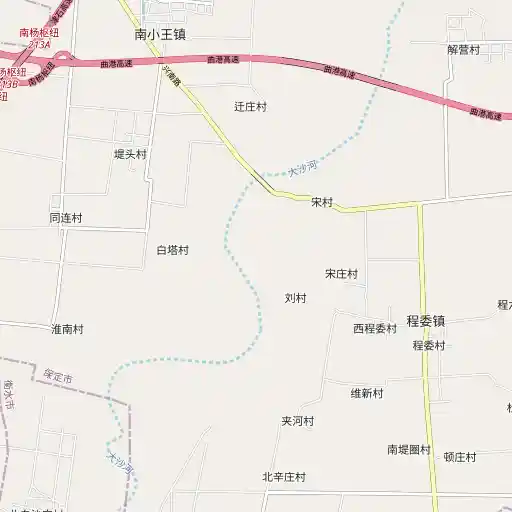 南杨枢纽
213A
南小王镇
解营村
曲港高速
曲港高速
曲港高速
曲港高速
南杨枢纽
兴南路
迁庄村
堤头村
大沙河
宋村
同连村
白塔村
宋庄村
刘村
程委镇
西程委村
淮南村
程委村
保定市
衡水市
维新村
夹河村
南堤圈村
顿庄村
大沙河
北辛庄村